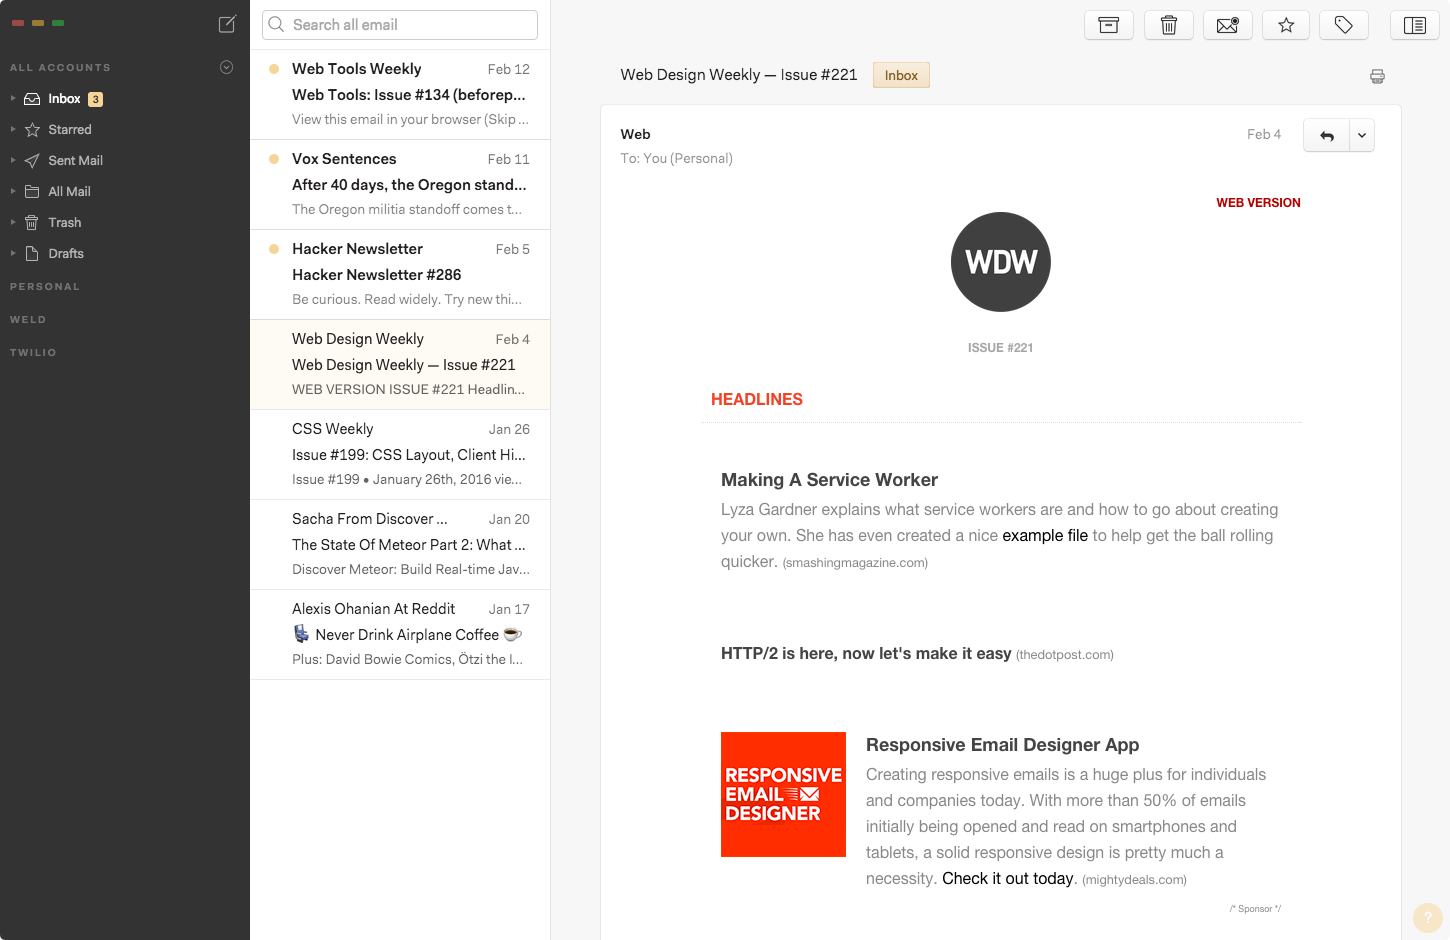 ALL ACCOUNTS
Inbox 3
Starred
Sent Mail
All Mail
Trash
Drafts
PERSONAL
WELD
TWILIO
Search all email
Web Tools Weekly Feb 12
Web Tools: Issue #134 (beforep...
View this email in your browser (Skip ...
Vox Sentences Feb 11
After 40 days, the Oregon stand...
The Oregon militia standoff comes t...
Hacker Newsletter Feb 5
Hacker Newsletter #286
Be curious. Read widely. Try new thi...
Web Design Weekly Feb 4
Web Design Weekly — Issue #221
WEB VERSION ISSUE #221 Headlin...
CSS Weekly Jan 26
Issue #199: CSS Layout, Client Hi...
Issue #199 • January 26th, 2016 vie...
Sacha From Discover ... Jan 20
The State Of Meteor Part 2: What ...
Discover Meteor: Build Real-time Jav...
Alexis Ohanian At Reddit Jan 17
💺 Never Drink Airplane Coffee ☕
Plus: David Bowie Comics, Ötzi the I...
Web Design Weekly — Issue #221 Inbox
Web Feb 4
To: You (Personal)
WEB VERSION
WDW
ISSUE #221
HEADLINES
Making A Service Worker
Lyza Gardner explains what service workers are and how to go about creating
your own. She has even created a nice example file to help get the ball rolling
quicker. (smashingmagazine.com)
HTTP/2 is here, now let's make it easy (thedotpost.com)
RESPONSIVE
EMAIL
DESIGNER
Responsive Email Designer App
Creating responsive emails is a huge plus for individuals
and companies today. With more than 50% of emails
initially being opened and read on smartphones and
tablets, a solid responsive design is pretty much a
necessity. Check it out today. (mightydeals.com)
/* Sponsor */
?